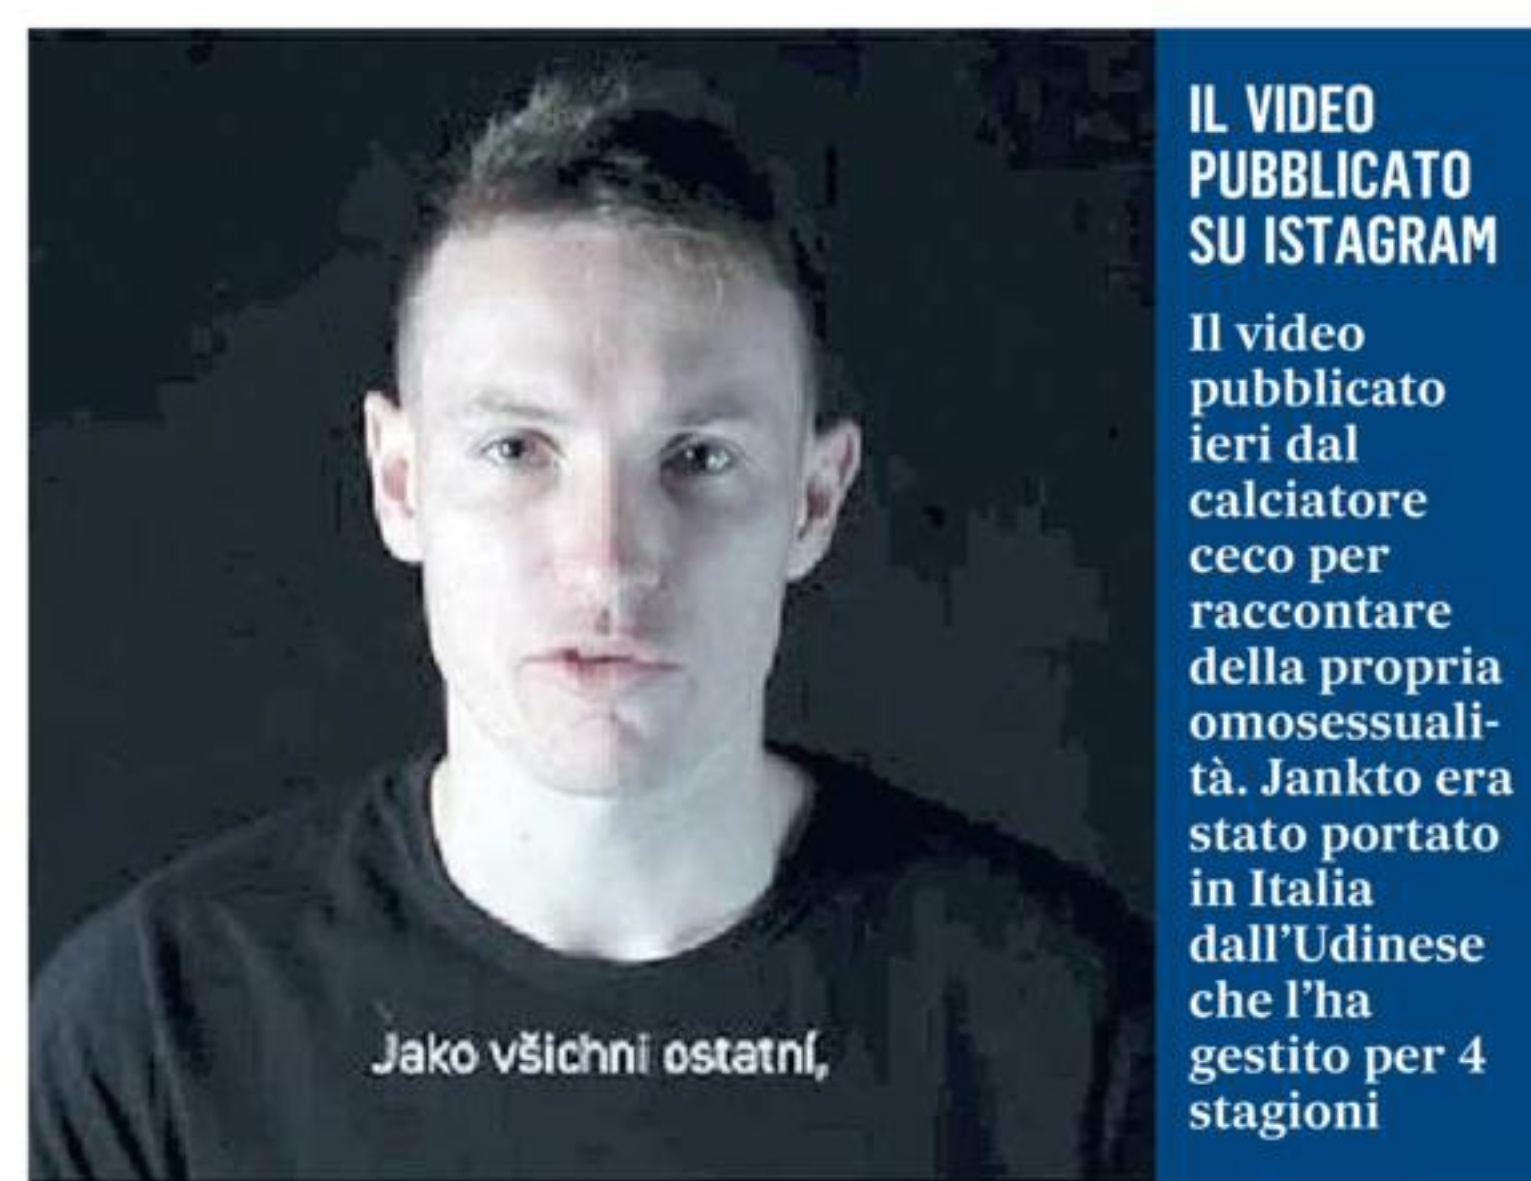 Jako všichni ostatní,
IL VIDEO
PUBBLICATO
SU ISTAGRAM
Il video
pubblicato
ieri dal
calciatore
ceco per
raccontare
della propria
omosessuali-
tà. Jankto era
stato portato
in Italia
dall’Udinese
che l’ha
gestito per 4
stagioni